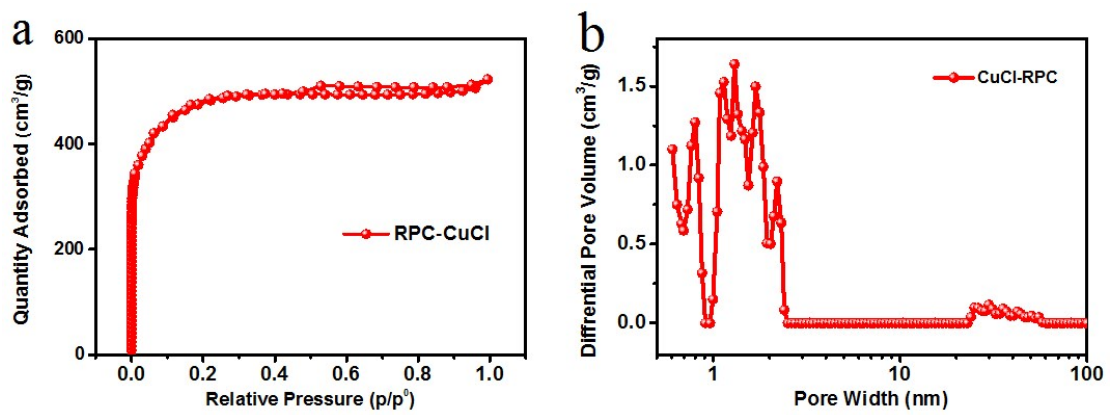 a
600
400
200
0
Quantity Adsorbed (cm³/g)
RPC-CuCl
0.0 0.2 0.4 0.6 0.8 1.0
Relative Pressure (p/p⁰)
b
1.5
1.0
0.5
0.0
Diffrential Pore Volume (cm³/g)
CuCl-RPC
1 10 100
Pore Width (nm)